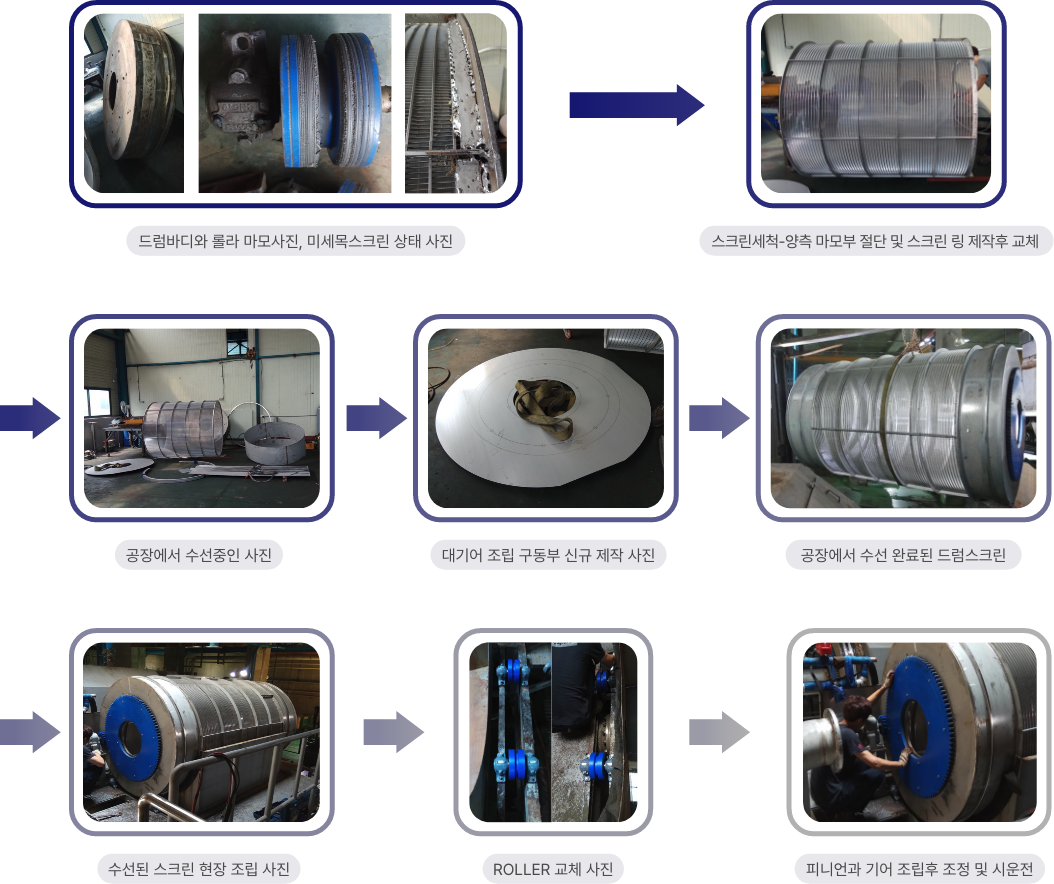 드럼바디와 롤라 마모사진, 미세목스크린 상태 사진
스크린세척-양측 마모부 절단 및 스크린 링 제작후 교체
공장에서 수선중인 사진
대기어 조립 구동부 신규 제작 사진
공장에서 수선 완료된 드럼스크린
수선된 스크린 현장 조립 사진
ROLLER 교체 사진
피니언과 기어 조립후 조정 및 시운전